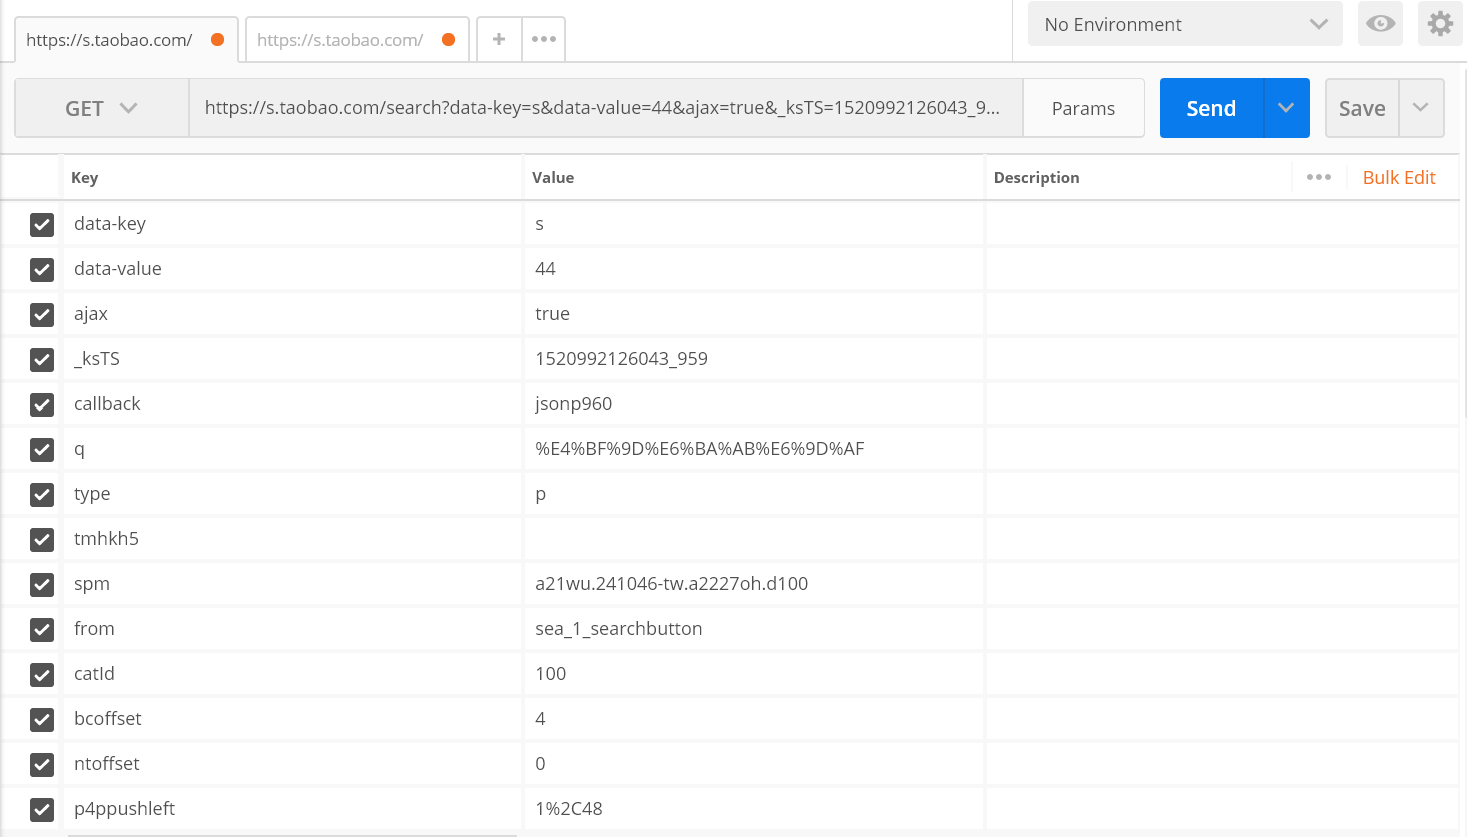 https://s.taobao.com/ https://s.taobao.com/ + ••• No Environment
GET https://s.taobao.com/search?data-key=s&data-value=44&ajax=true&_ksTS=1520992126043_9... Params Send Save
Key Value Description ••• Bulk Edit
data-key s
data-value 44
ajax true
_ksTS 1520992126043_959
callback jsonp960
q %E4%BF%9D%E6%BA%AB%E6%9D%AF
type p
tmhkh5
spm a21wu.241046-tw.a2227oh.d100
from sea_1_searchbutton
catId 100
bcoffset 4
ntoffset 0
p4ppushleft 1%2C48